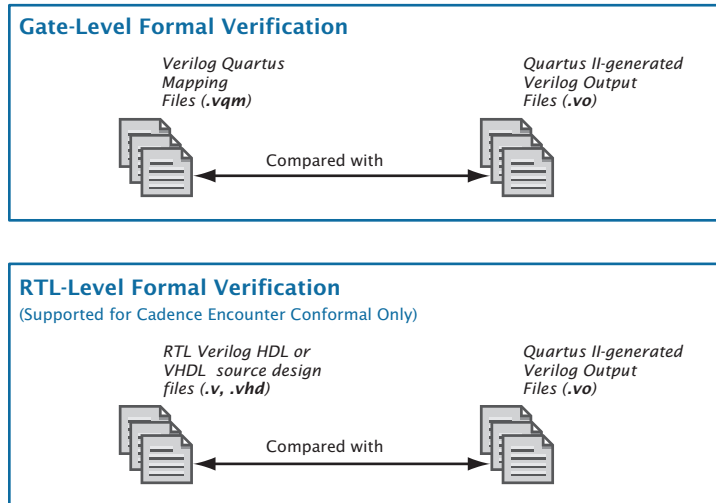 Gate-Level Formal Verification
Verilog Quartus
Mapping
Files (.vqm)
Quartus II-generated
Verilog Output
Files (.vo)
Compared with
RTL-Level Formal Verification
(Supported for Cadence Encounter Conformal Only)
RTL Verilog HDL or
VHDL source design
files (.v, .vhd)
Quartus II-generated
Verilog Output
Files (.vo)
Compared with